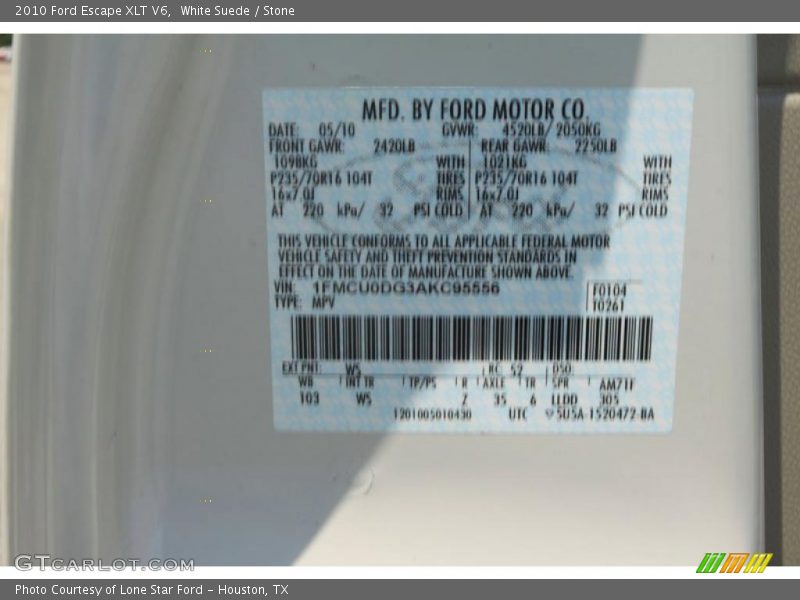 2010 Ford Escape XLT V6,  White Suede / Stone
MFD. BY FORD MOTOR CO.
DATE: 05/10 GVWR: 4520LB/ 2050KG
FRONT GAWR: 2420LB REAR GAWR: 2250LB
1098KG WITH 1021KG WITH
P235/70R16 104T TIRES P235/70R16 104T TIRES
16x7.0J RIMS 16x7.0J RIMS
AT 220 kPa/ 32 PSI COLD AT 220 kPa/ 32 PSI COLD
THIS VEHICLE CONFORMS TO ALL APPLICABLE FEDERAL MOTOR
VEHICLE SAFETY AND THEFT PREVENTION STANDARDS IN
EFFECT ON THE DATE OF MANUFACTURE SHOWN ABOVE.
VIN: 1FMCU0DG3AKC95556 F0104
TYPE: MPV T0261
EXT PNT: WS RC: 52 DSO:
WB INT TR TP/PS R AXLE TR SPR AM71F
103 WS Z 35 6 LLDD 305
1201005010430 UTC 5U5A-1520472-BA
GTCARLOT.COM
Photo Courtesy of Lone Star Ford - Houston, TX